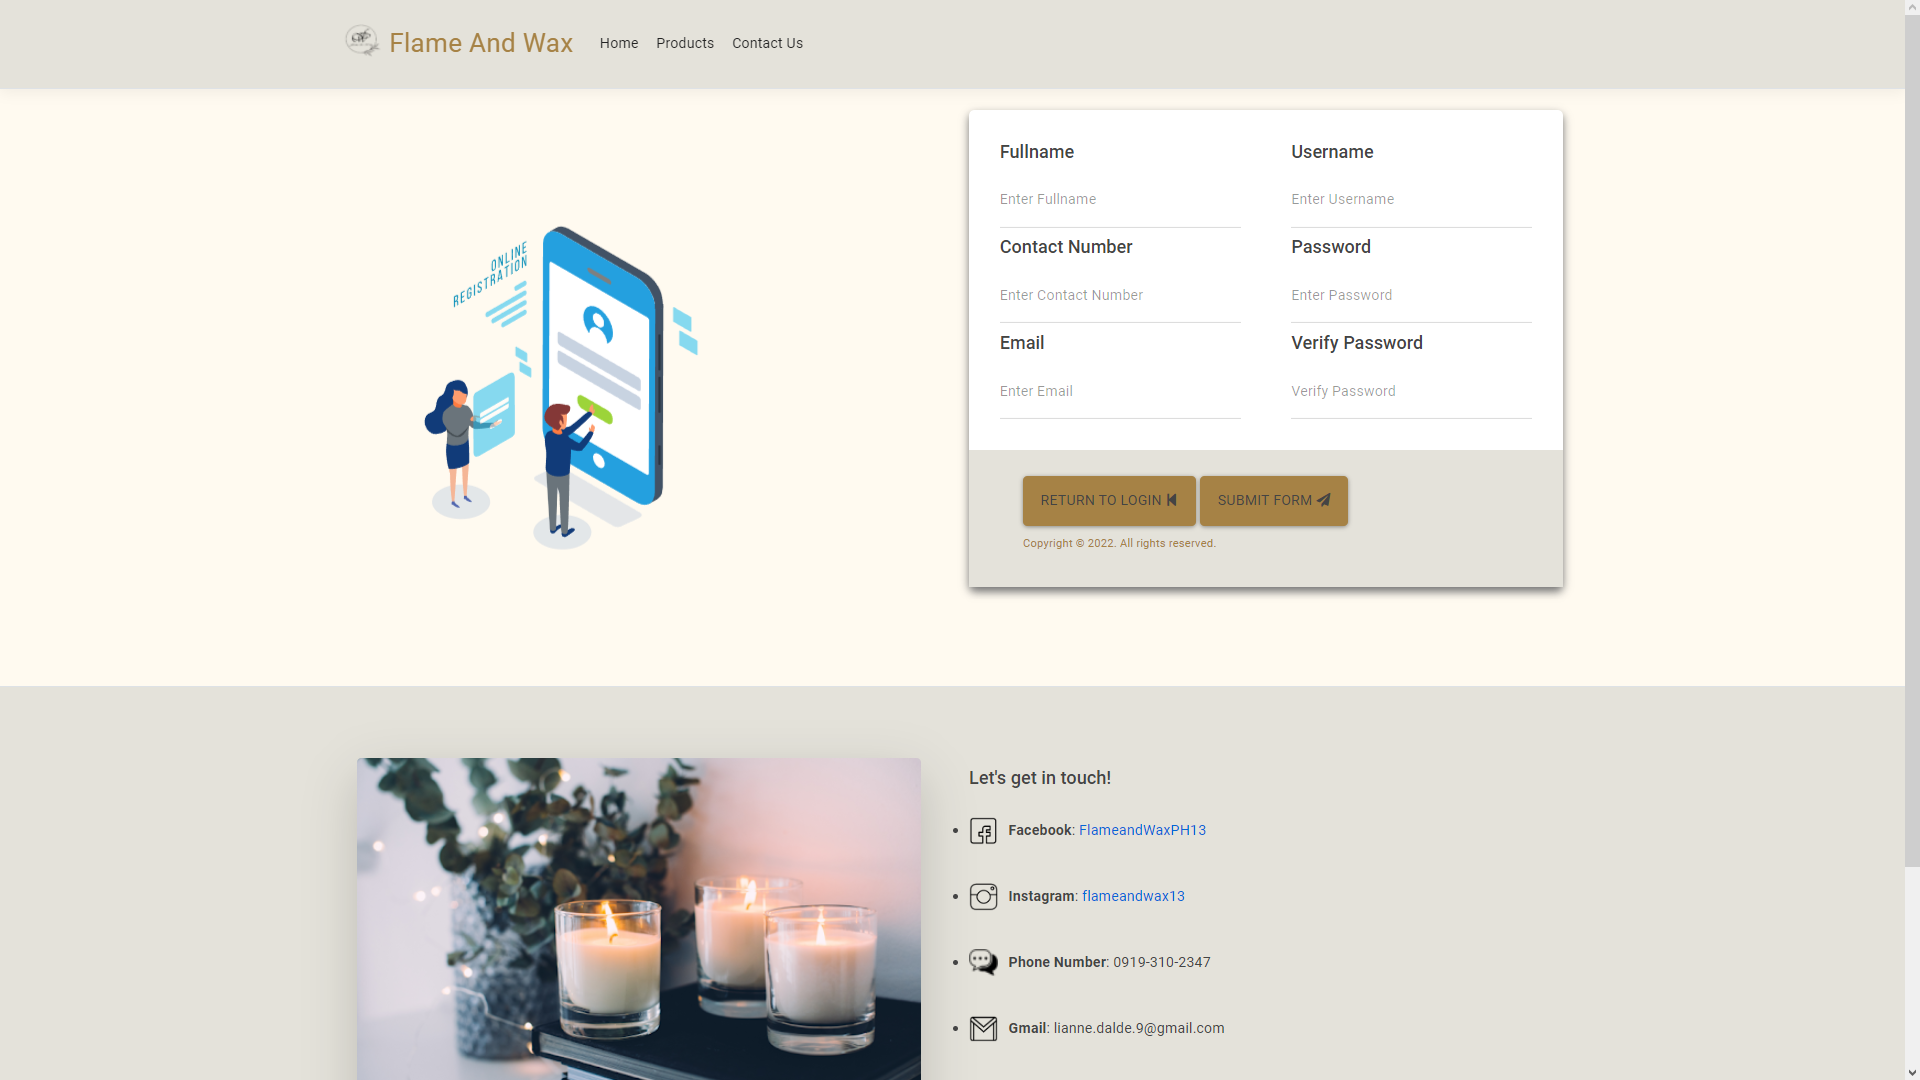 Flame And Wax
Home
Products
Contact Us
ONLINE
REGISTRATION
Fullname
Username
Enter Fullname
Enter Username
Contact Number
Password
Enter Contact Number
Enter Password
Email
Verify Password
Enter Email
Verify Password
RETURN TO LOGIN
SUBMIT FORM
Copyright © 2022. All rights reserved.
Let's get in touch!
Facebook: FlameandWaxPH13
Instagram: flameandwax13
Phone Number: 0919-310-2347
Gmail: lianne.dalde.9@gmail.com